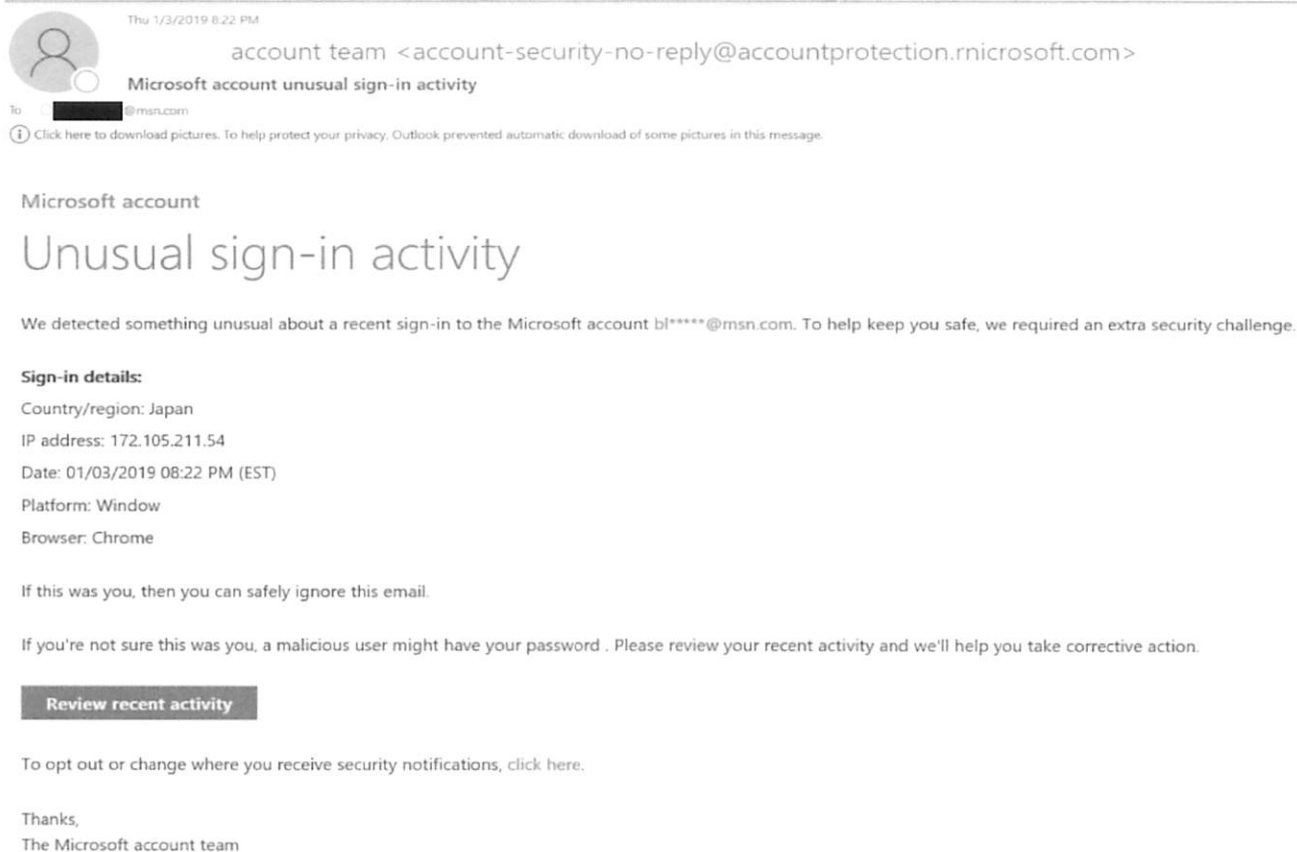 Thu 1/3/2019 8:22 PM
account team <account-security-no-reply@accountprotection.rnicrosoft.com>
Microsoft account unusual sign-in activity
To @msn.com
Click here to download pictures. To help protect your privacy, Outlook prevented automatic download of some pictures in this message.
Microsoft account
Unusual sign-in activity
We detected something unusual about a recent sign-in to the Microsoft account bl*****@msn.com. To help keep you safe, we required an extra security challenge.
Sign-in details:
Country/region: Japan
IP address: 172.105.211.54
Date: 01/03/2019 08:22 PM (EST)
Platform: Window
Browser: Chrome
If this was you, then you can safely ignore this email.
If you're not sure this was you, a malicious user might have your password . Please review your recent activity and we'll help you take corrective action.
Review recent activity
To opt out or change where you receive security notifications, click here.
Thanks,
The Microsoft account team